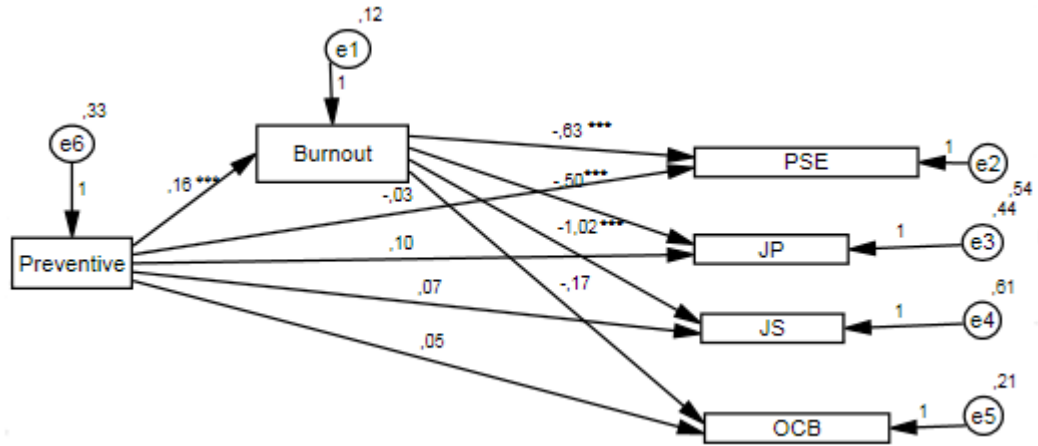 ,12
e1
1
,33
e6
1
Burnout
-,63 ***
PSE
1
e2
,54
,16 ***
-,03
-,50***
,44
Preventive
,10
-1,02 ***
JP
1
e3
,07
-,17
,61
JS
1
e4
,05
,21
OCB
1
e5